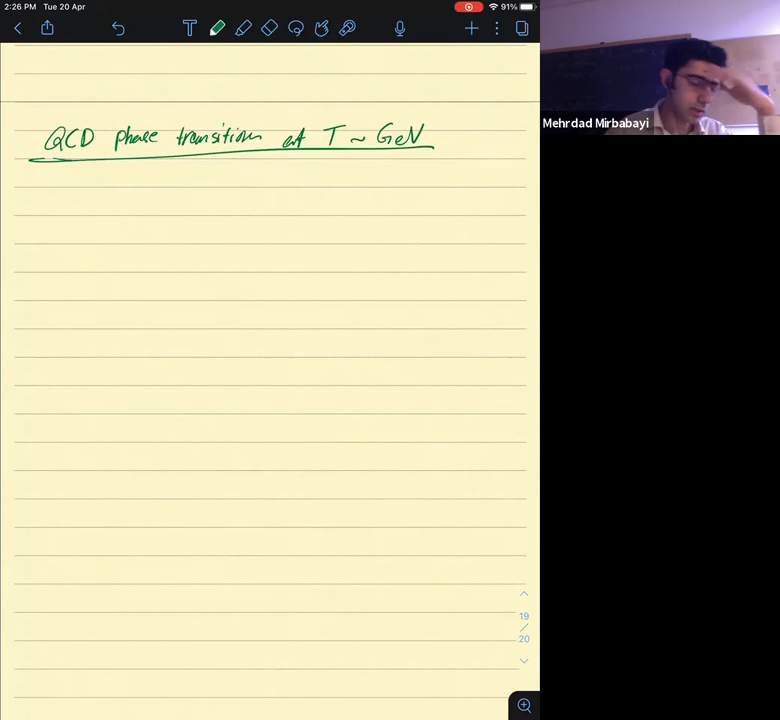 2:26 PM Tue 20 Apr
91%
T
QCD phase transition at T ~ GeV
Mehrdad Mirbabayi
19
/
20